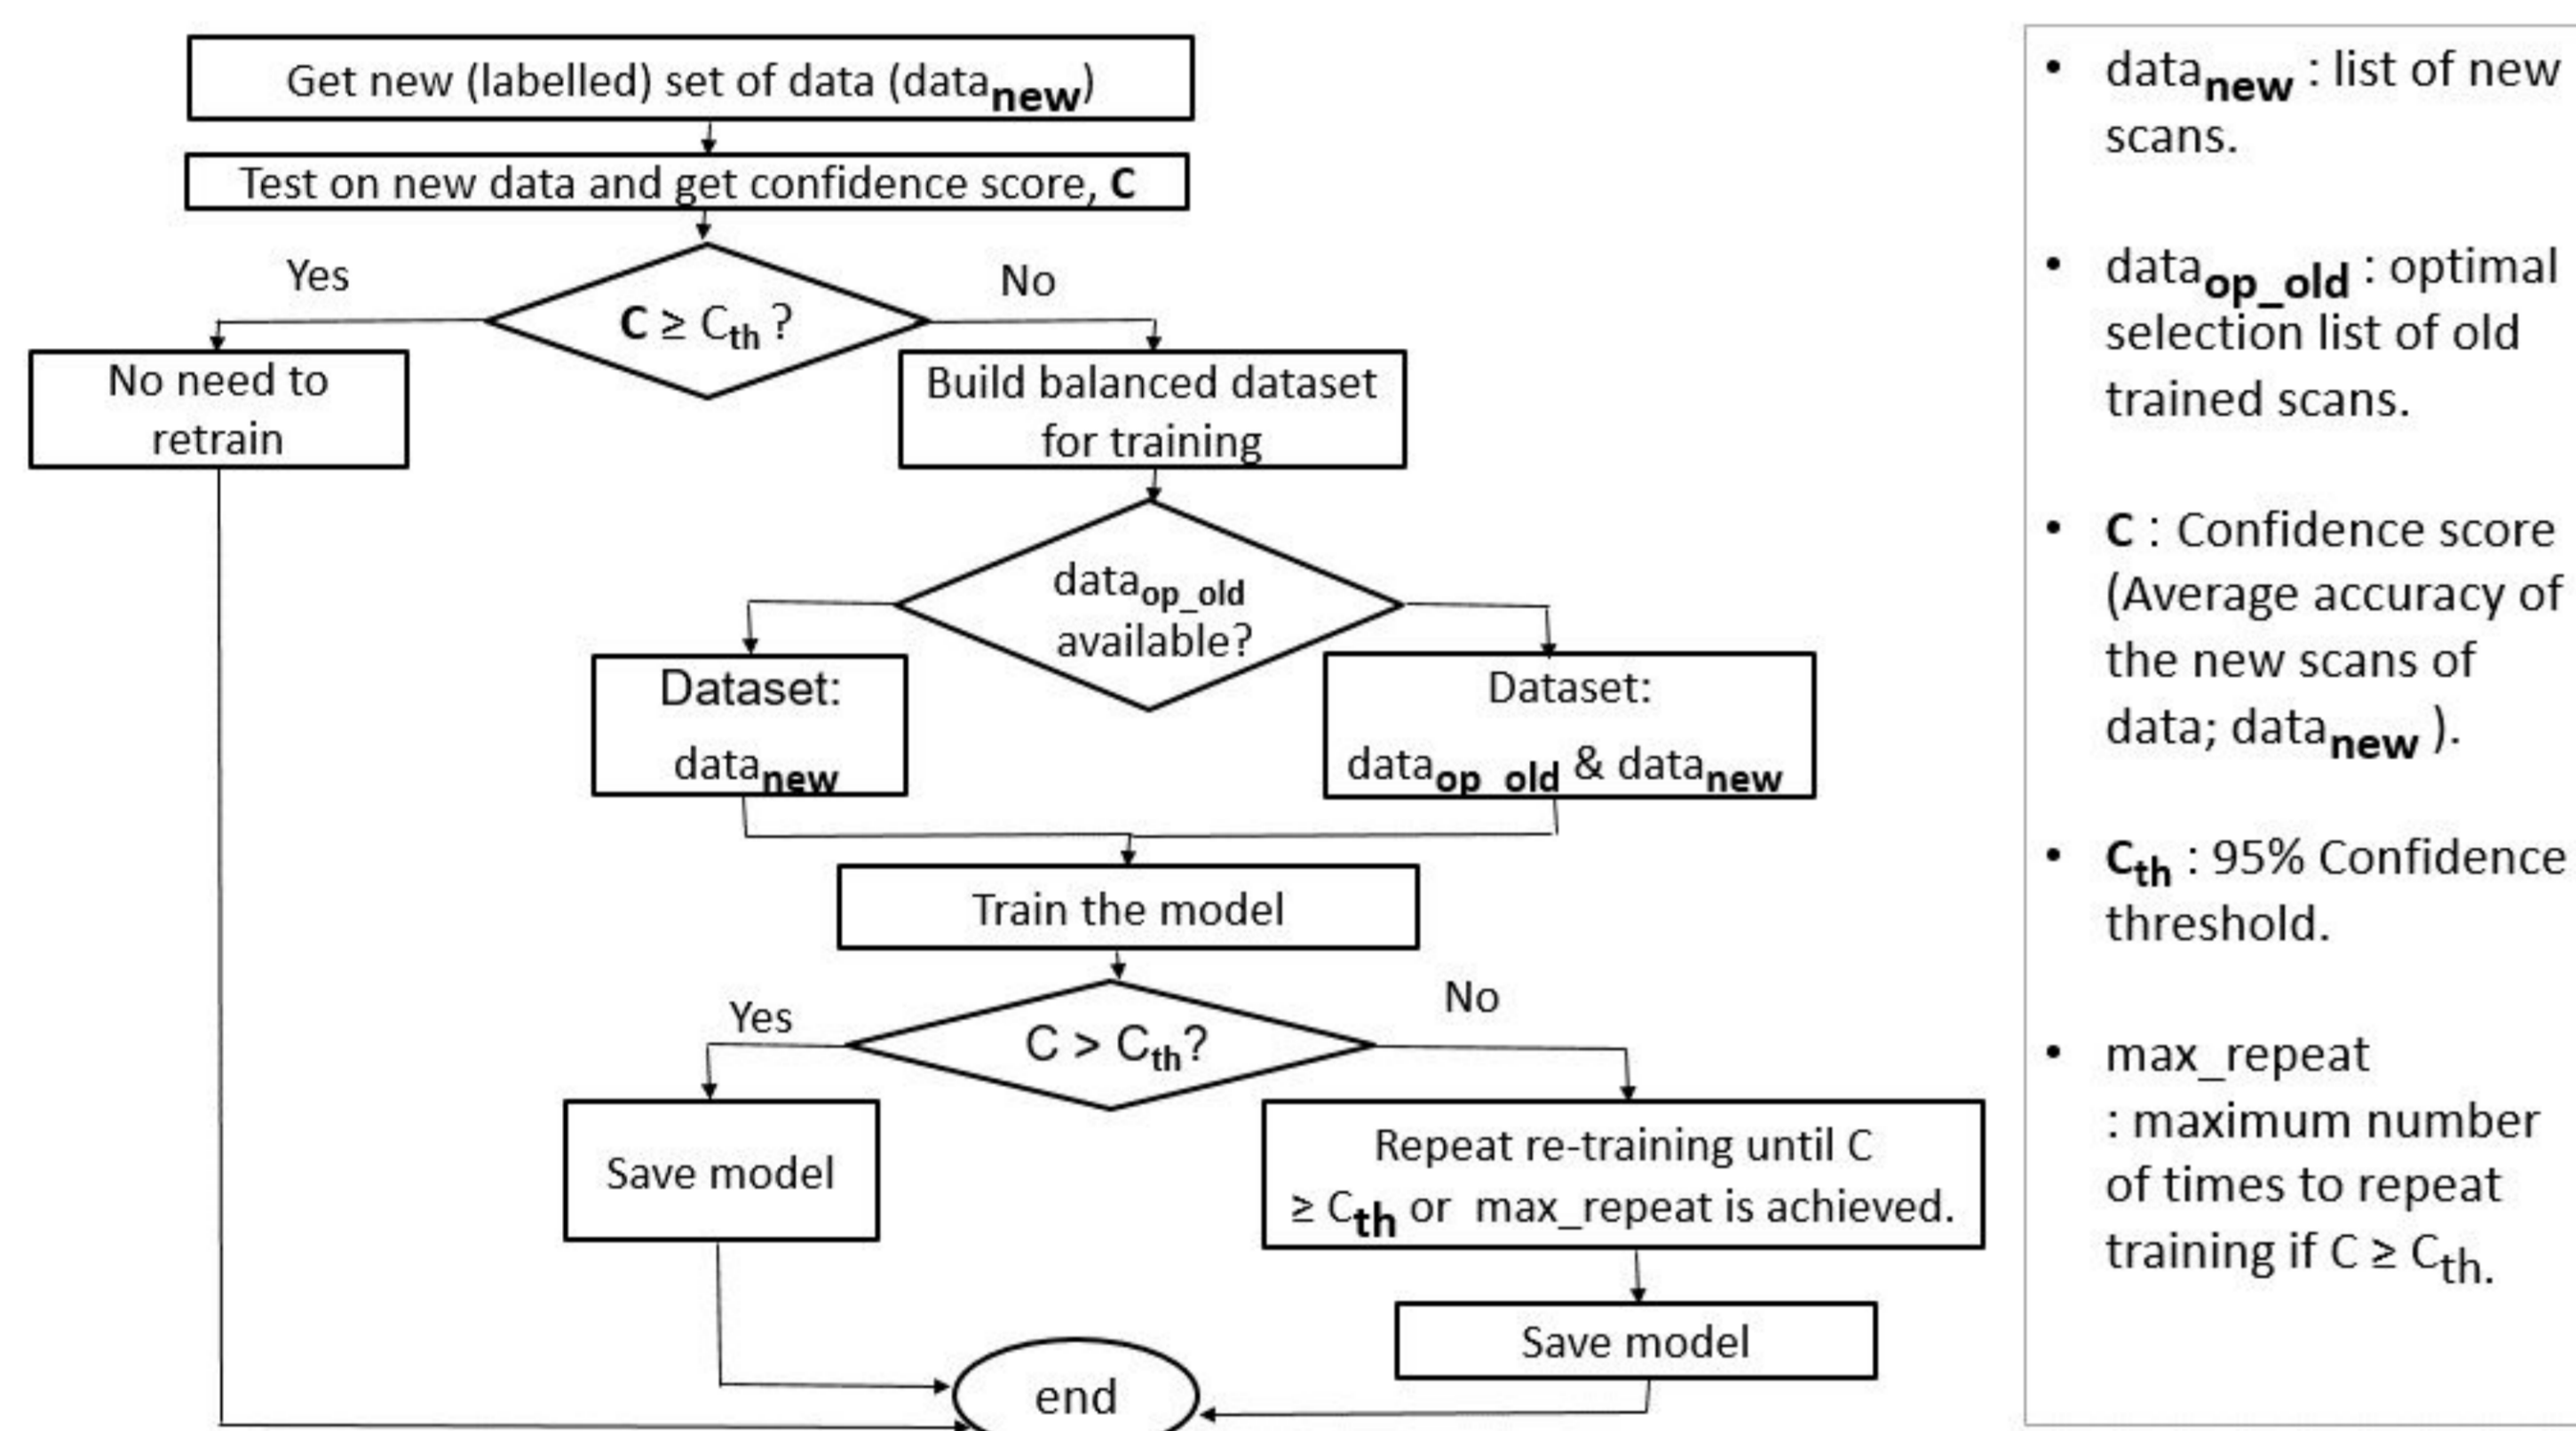 Get new (labelled) set of data (datanew)
Test on new data and get confidence score, C
Yes
No
C ≥ Cth ?
No need to
retrain
Build balanced dataset
for training
dataop_old
available?
Dataset:
datanew
Dataset:
dataop_old & datanew
Train the model
Yes
No
C > Cth?
Save model
Repeat re-training until C
≥ Cth or max_repeat is achieved.
Save model
end
• datanew : list of new
scans.
• dataop_old : optimal
selection list of old
trained scans.
• C : Confidence score
(Average accuracy of
the new scans of
data; datanew ).
• Cth : 95% Confidence
threshold.
• max_repeat
: maximum number
of times to repeat
training if C ≥ Cth.